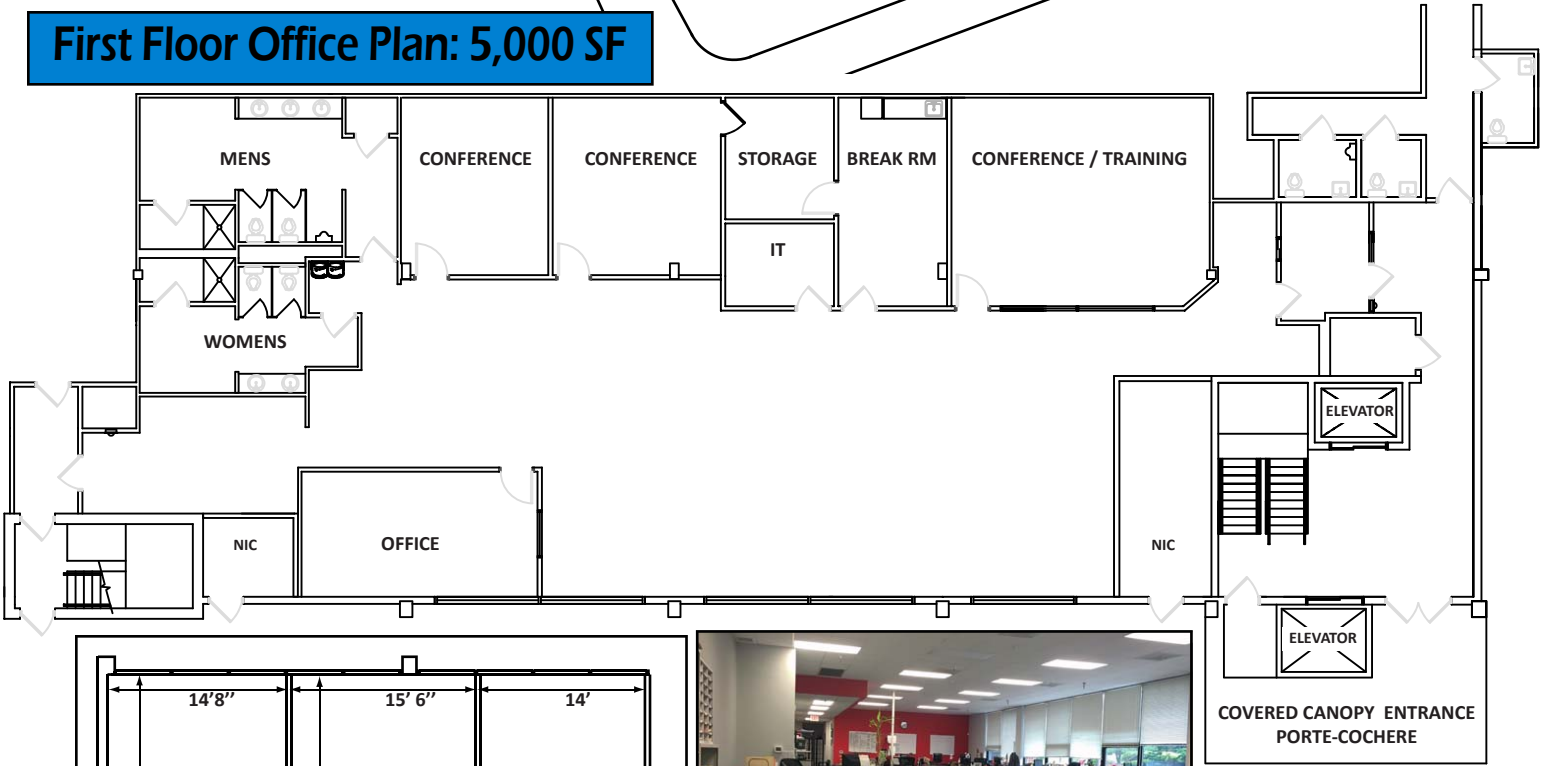 First Floor Office Plan: 5,000 SF
MENS
CONFERENCE
CONFERENCE
STORAGE
BREAK RM
CONFERENCE / TRAINING
IT
WOMENS
ELEVATOR
NIC
OFFICE
NIC
ELEVATOR
14'8’’
15' 6’’
14'
COVERED CANOPY ENTRANCE
PORTE-COCHERE